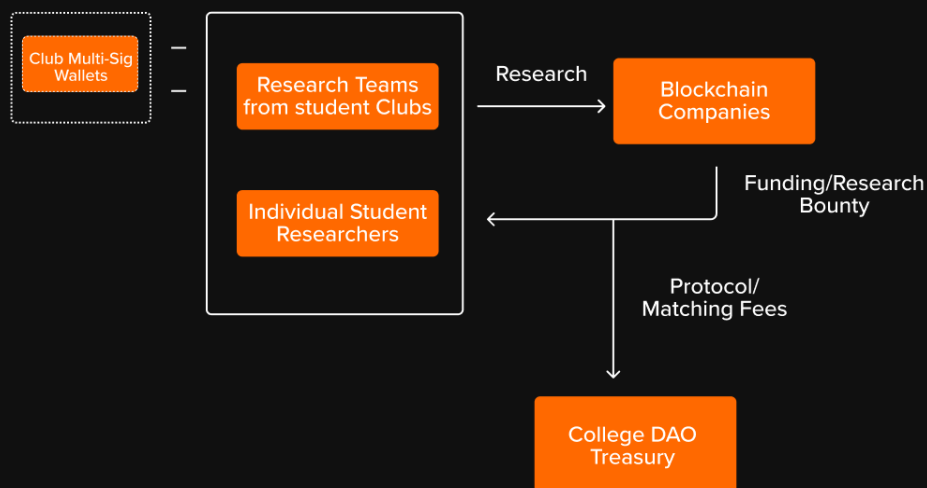 Club Multi-Sig
Wallets
Research Teams
from student Clubs
Research
Blockchain
Companies
Individual Student
Researchers
Funding/Research
Bounty
Protocol/
Matching Fees
College DAO
Treasury